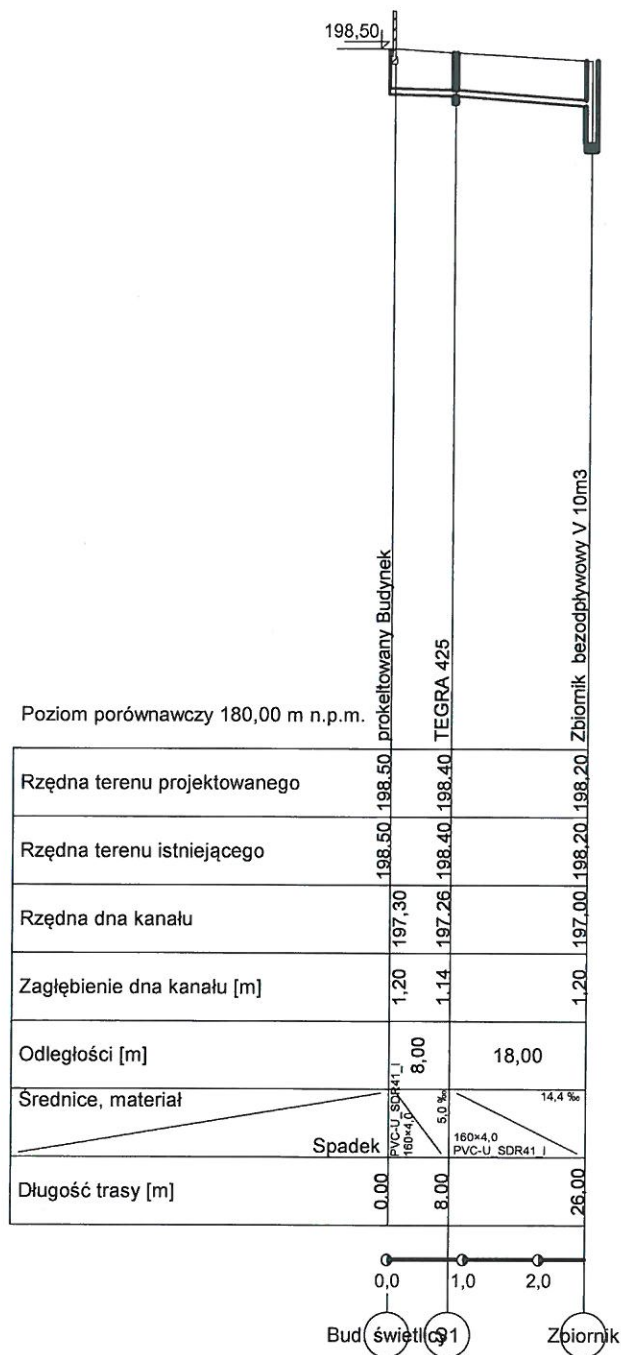 198,50
prokeltowany Budynek
TEGRA 425
Zbiornik bezodpływowy V 10m3
Poziom porównawczy 180,00 m n.p.m.
Rzędna terenu projektowanego 198.50 198.40 198,20
Rzędna terenu istniejącego 198.50 198.40 198,20
Rzędna dna kanału 197,30 197.26 197.00
Zagłębienie dna kanału [m] 1,20 1.14 1,20
Odległości [m] 8,00 18,00
Średnice, materiał
Spadek
PVC-U_SDR41_I
160×4,0
5,0 ‰
14,4 ‰
160×4,0
PVC-U_SDR41_I
Długość trasy [m] 0.00 8.00 26,00
0,0 1,0 2,0
Bud. świetlicy S1 Zbiornik